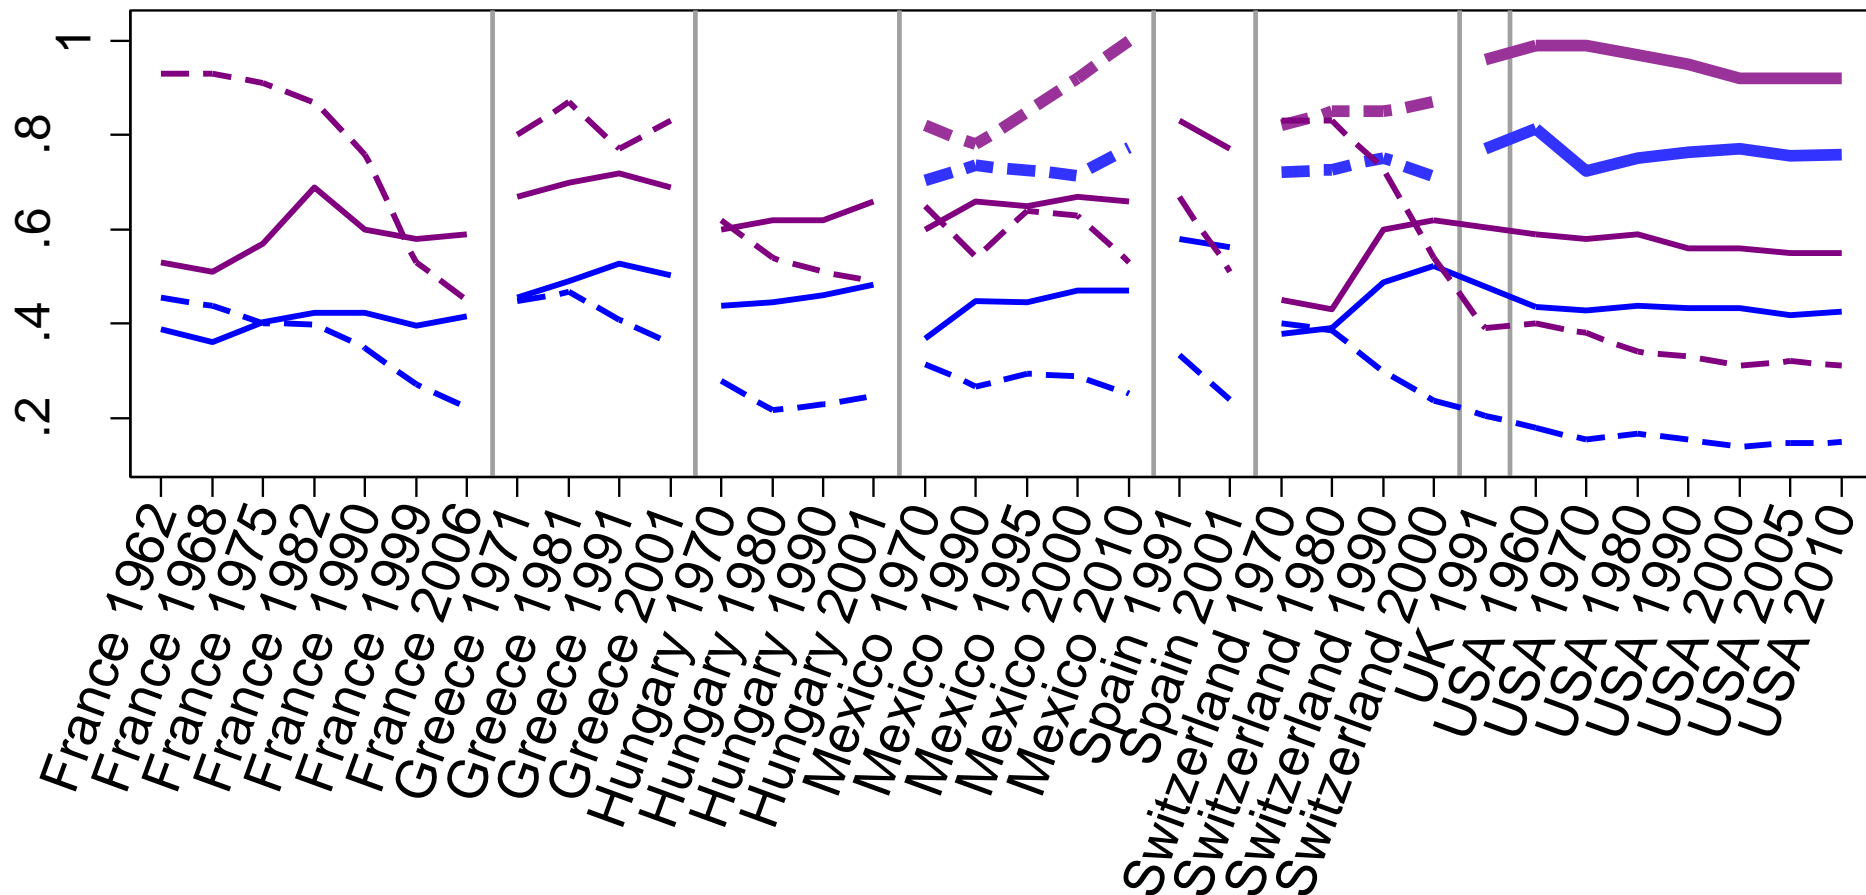 1
.8
.6
.4
.2
France 1962
France 1968
France 1975
France 1982
France 1990
France 1999
France 2006
Greece 1971
Greece 1981
Greece 1991
Greece 2001
Hungary 1970
Hungary 1980
Hungary 1990
Hungary 2001
Mexico 1970
Mexico 1990
Mexico 1995
Mexico 2000
Mexico 2010
Spain 1991
Spain 2001
Switzerland 1970
Switzerland 1980
Switzerland 1990
Switzerland 2000
UK 1991
USA 1960
USA 1970
USA 1980
USA 1990
USA 2000
USA 2005
USA 2010